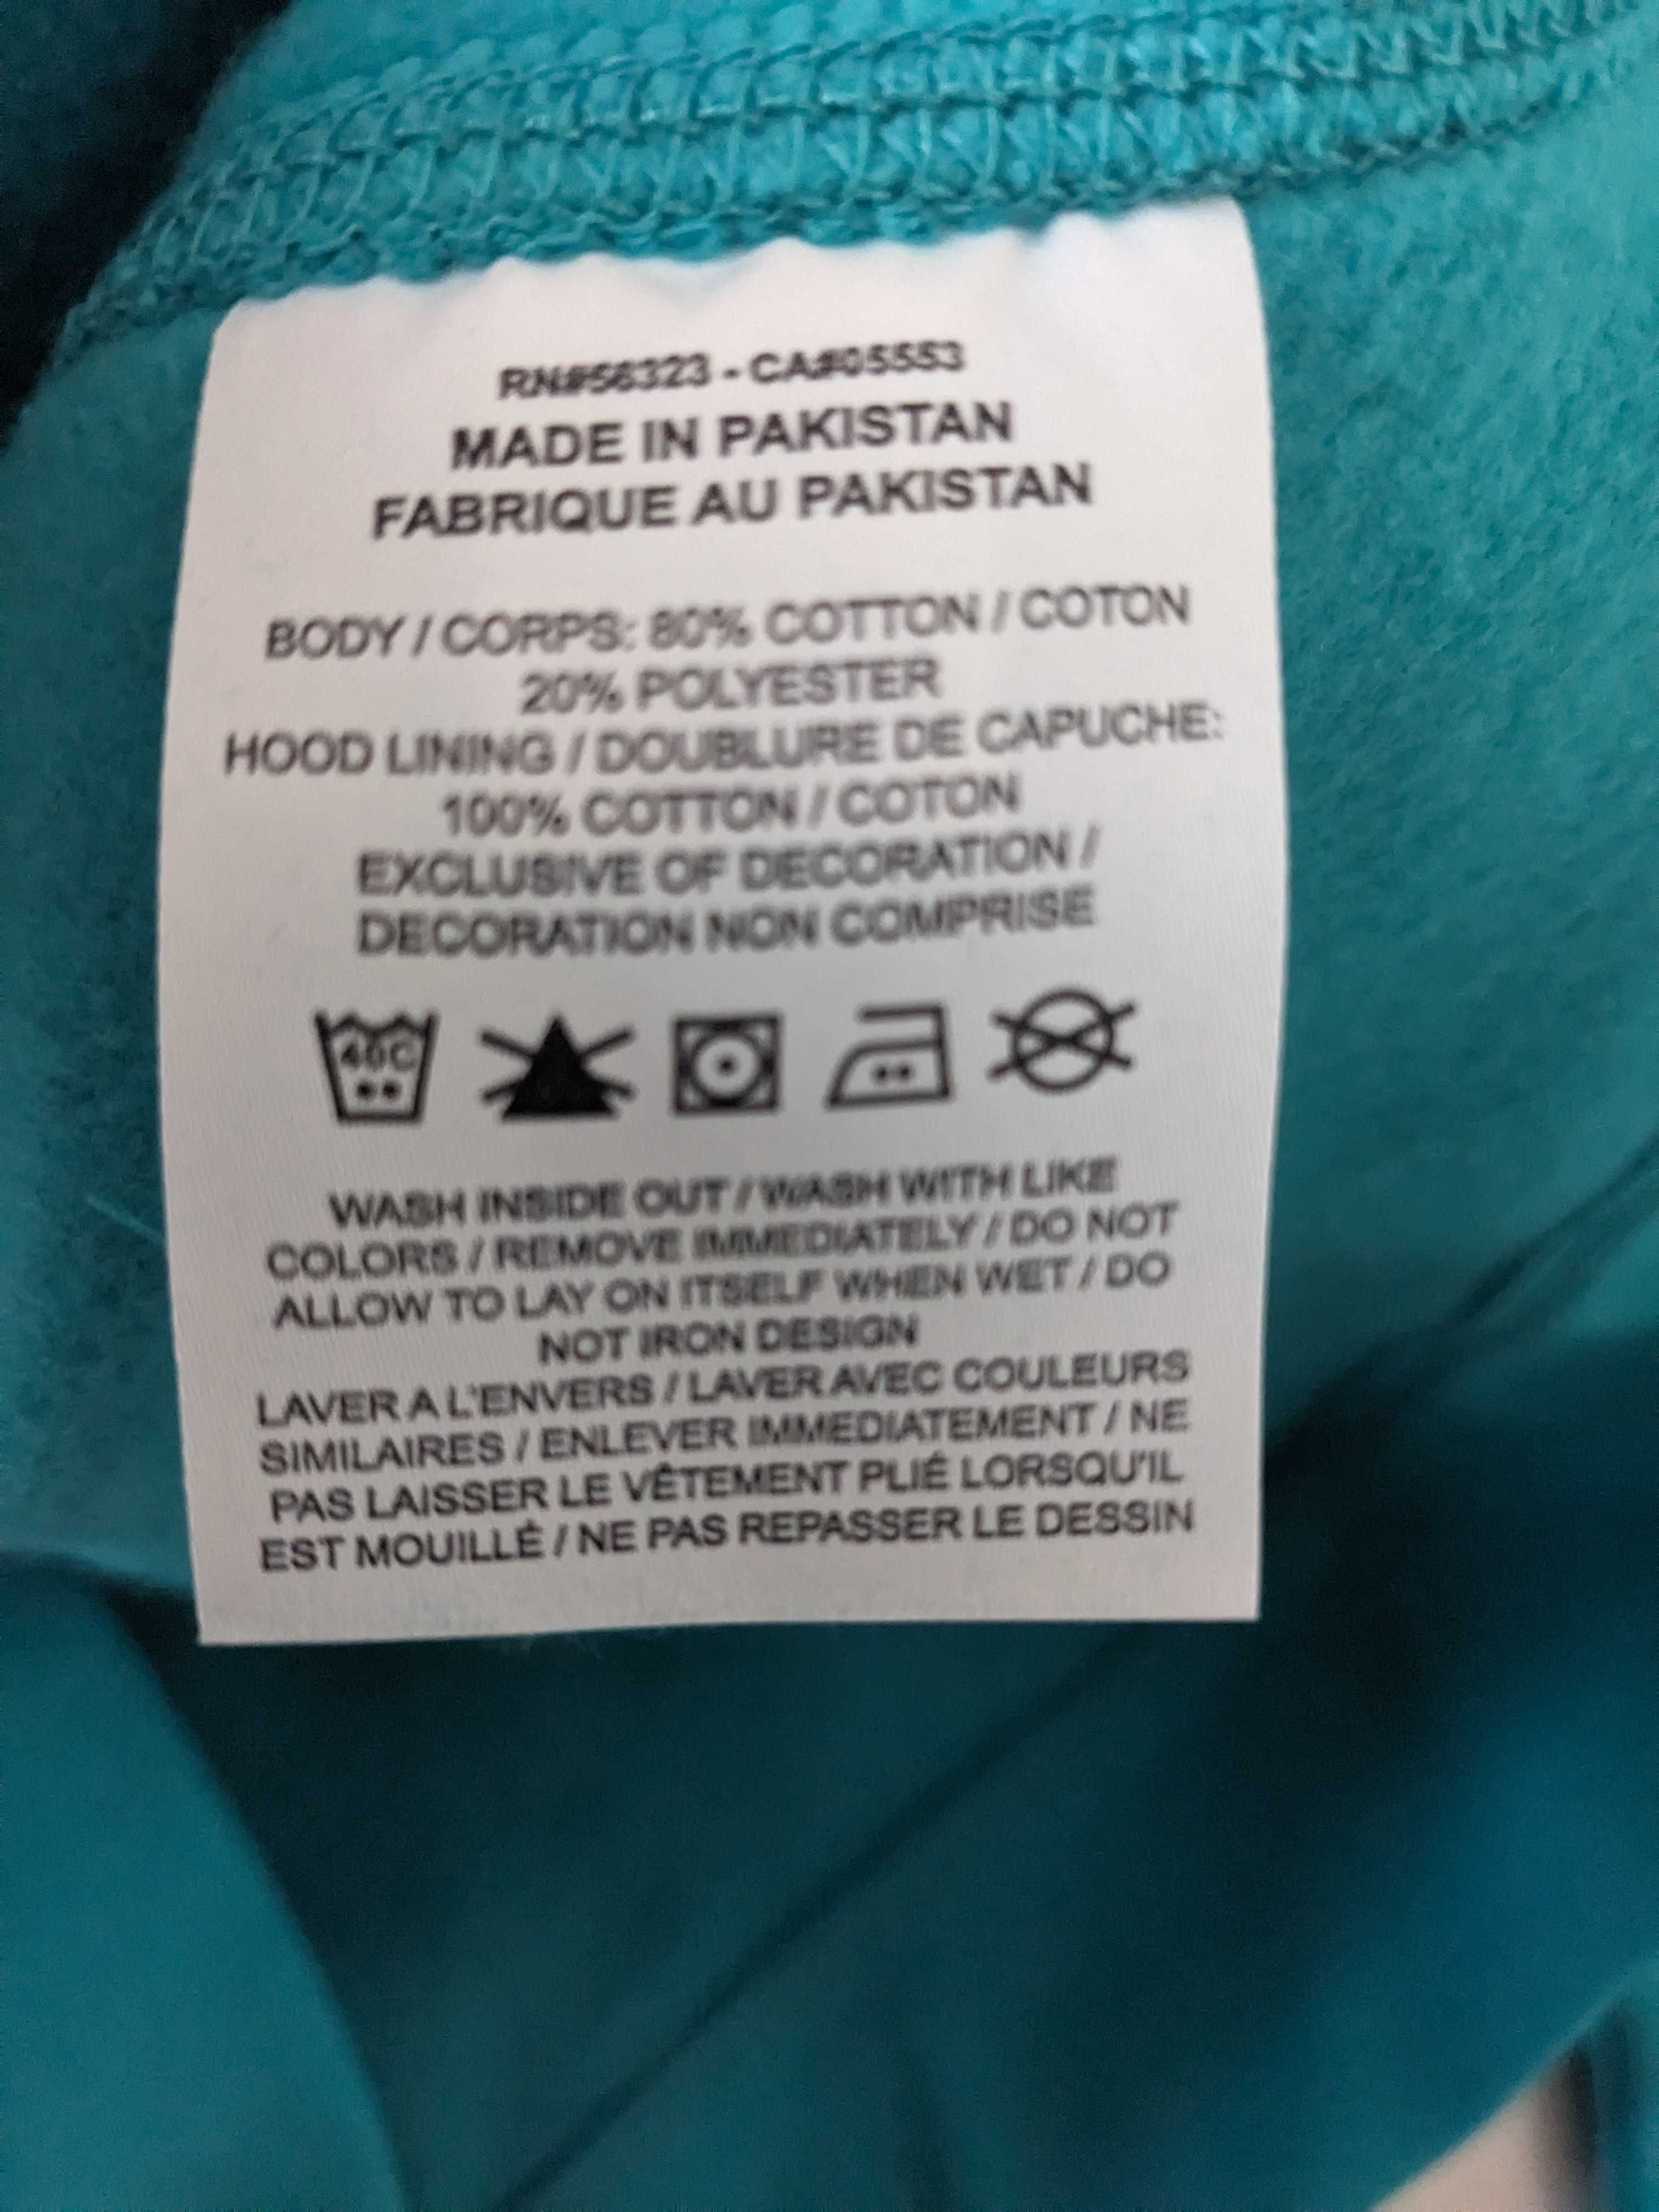 RN#56323 - CA#05553
MADE IN PAKISTAN
FABRIQUE AU PAKISTAN
BODY / CORPS: 80% COTTON / COTON
20% POLYESTER
HOOD LINING / DOUBLURE DE CAPUCHE:
100% COTTON / COTON
EXCLUSIVE OF DECORATION /
DECORATION NON COMPRISE
40C
WASH INSIDE OUT / WASH WITH LIKE
COLORS / REMOVE IMMEDIATELY / DO NOT
ALLOW TO LAY ON ITSELF WHEN WET / DO
NOT IRON DESIGN
LAVER A L'ENVERS / LAVER AVEC COULEURS
SIMILAIRES / ENLEVER IMMEDIATEMENT / NE
PAS LAISSER LE VÊTEMENT PLIÉ LORSQU'IL
EST MOUILLÉ / NE PAS REPASSER LE DESSIN